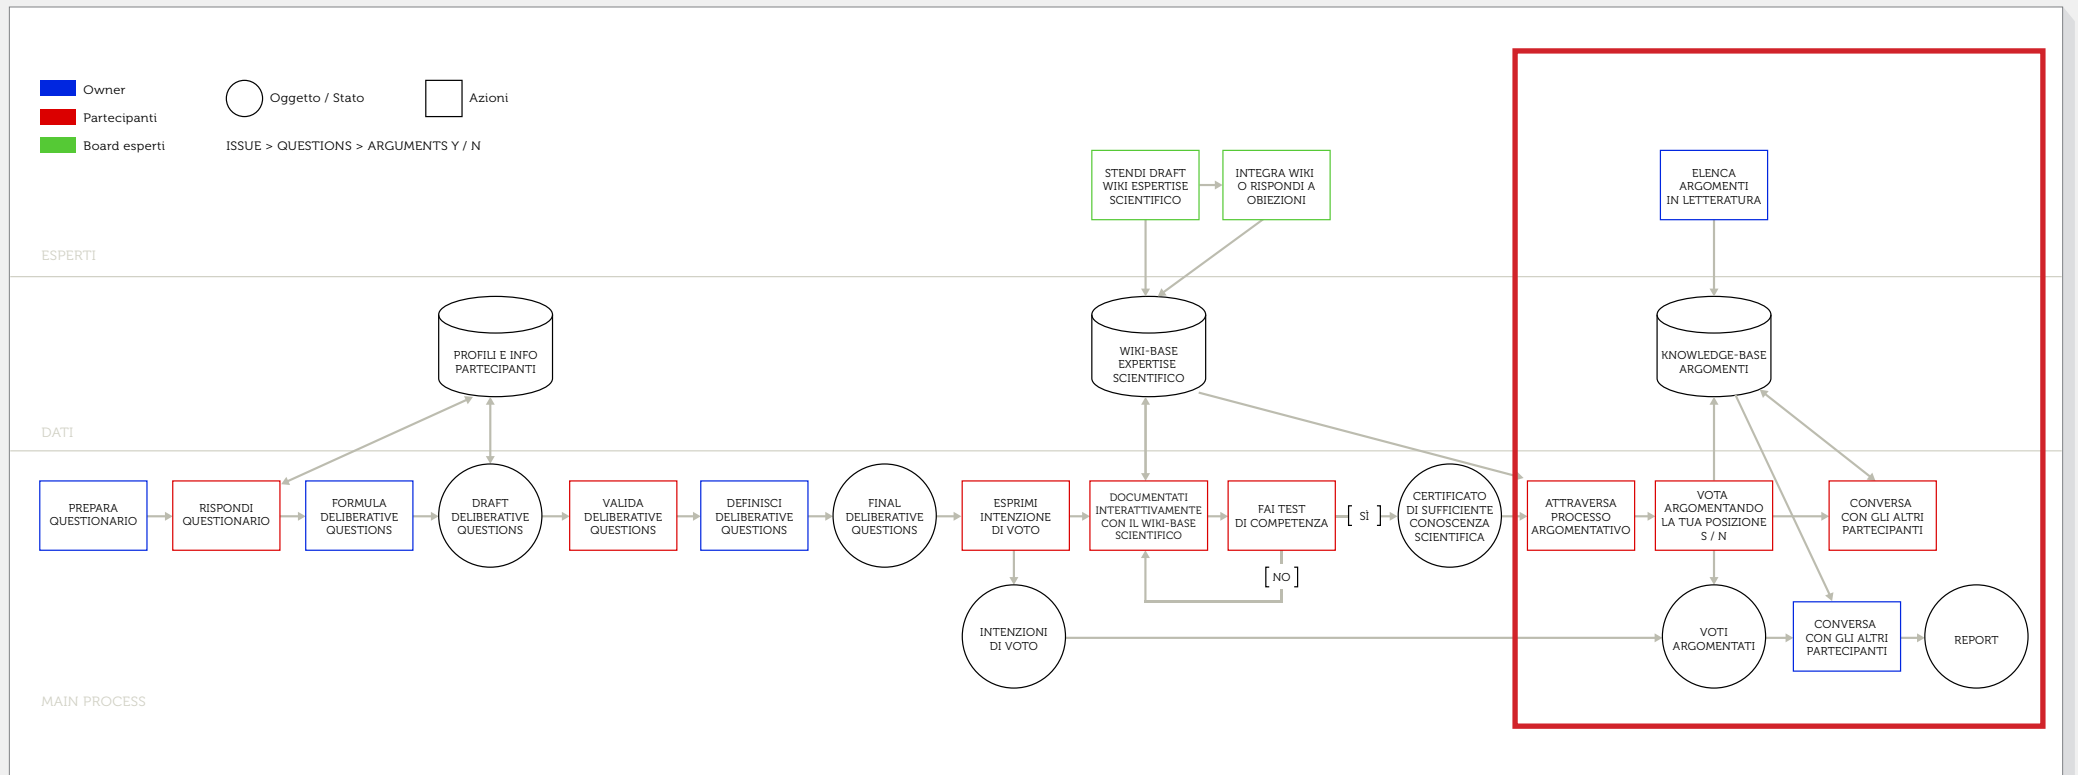 Owner
Partecipanti
Board esperti
Oggetto / Stato
Azioni
ISSUE > QUESTIONS > ARGUMENTS Y / N
STENDI DRAFT
WIKI ESPERTISE
SCIENTIFICO
INTEGRA WIKI
O RISPONDI A
OBIEZIONI
ELENCA
ARGOMENTI
IN LETTERATURA
ESPERTI
PROFILI E INFO
PARTECIPANTI
WIKI-BASE
EXPERTISE
SCIENTIFICO
KNOWLEDGE-BASE
ARGOMENTI
DATI
PREPARA
QUESTIONARIO
RISPONDI
QUESTIONARIO
FORMULA
DELIBERATIVE
QUESTIONS
DRAFT
DELIBERATIVE
QUESTIONS
VALIDA
DELIBERATIVE
QUESTIONS
DEFINISCI
DELIBERATIVE
QUESTIONS
FINAL
DELIBERATIVE
QUESTIONS
ESPRIMI
INTENZIONE
DI VOTO
DOCUMENTATI
INTERATTIVAMENTE
CON IL WIKI-BASE
SCIENTIFICO
FAI TEST
DI COMPETENZA
SÌ
NO
CERTIFICATO
DI SUFFICIENTE
CONOSCENZA
SCIENTIFICA
ATTRAVERSA
PROCESSO
ARGOMENTATIVO
VOTA
ARGOMENTANDO
LA TUA POSIZIONE
S / N
CONVERSA
CON GLI ALTRI
PARTECIPANTI
INTENZIONI
DI VOTO
VOTI
ARGOMENTATI
CONVERSA
CON GLI ALTRI
PARTECIPANTI
REPORT
MAIN PROCESS